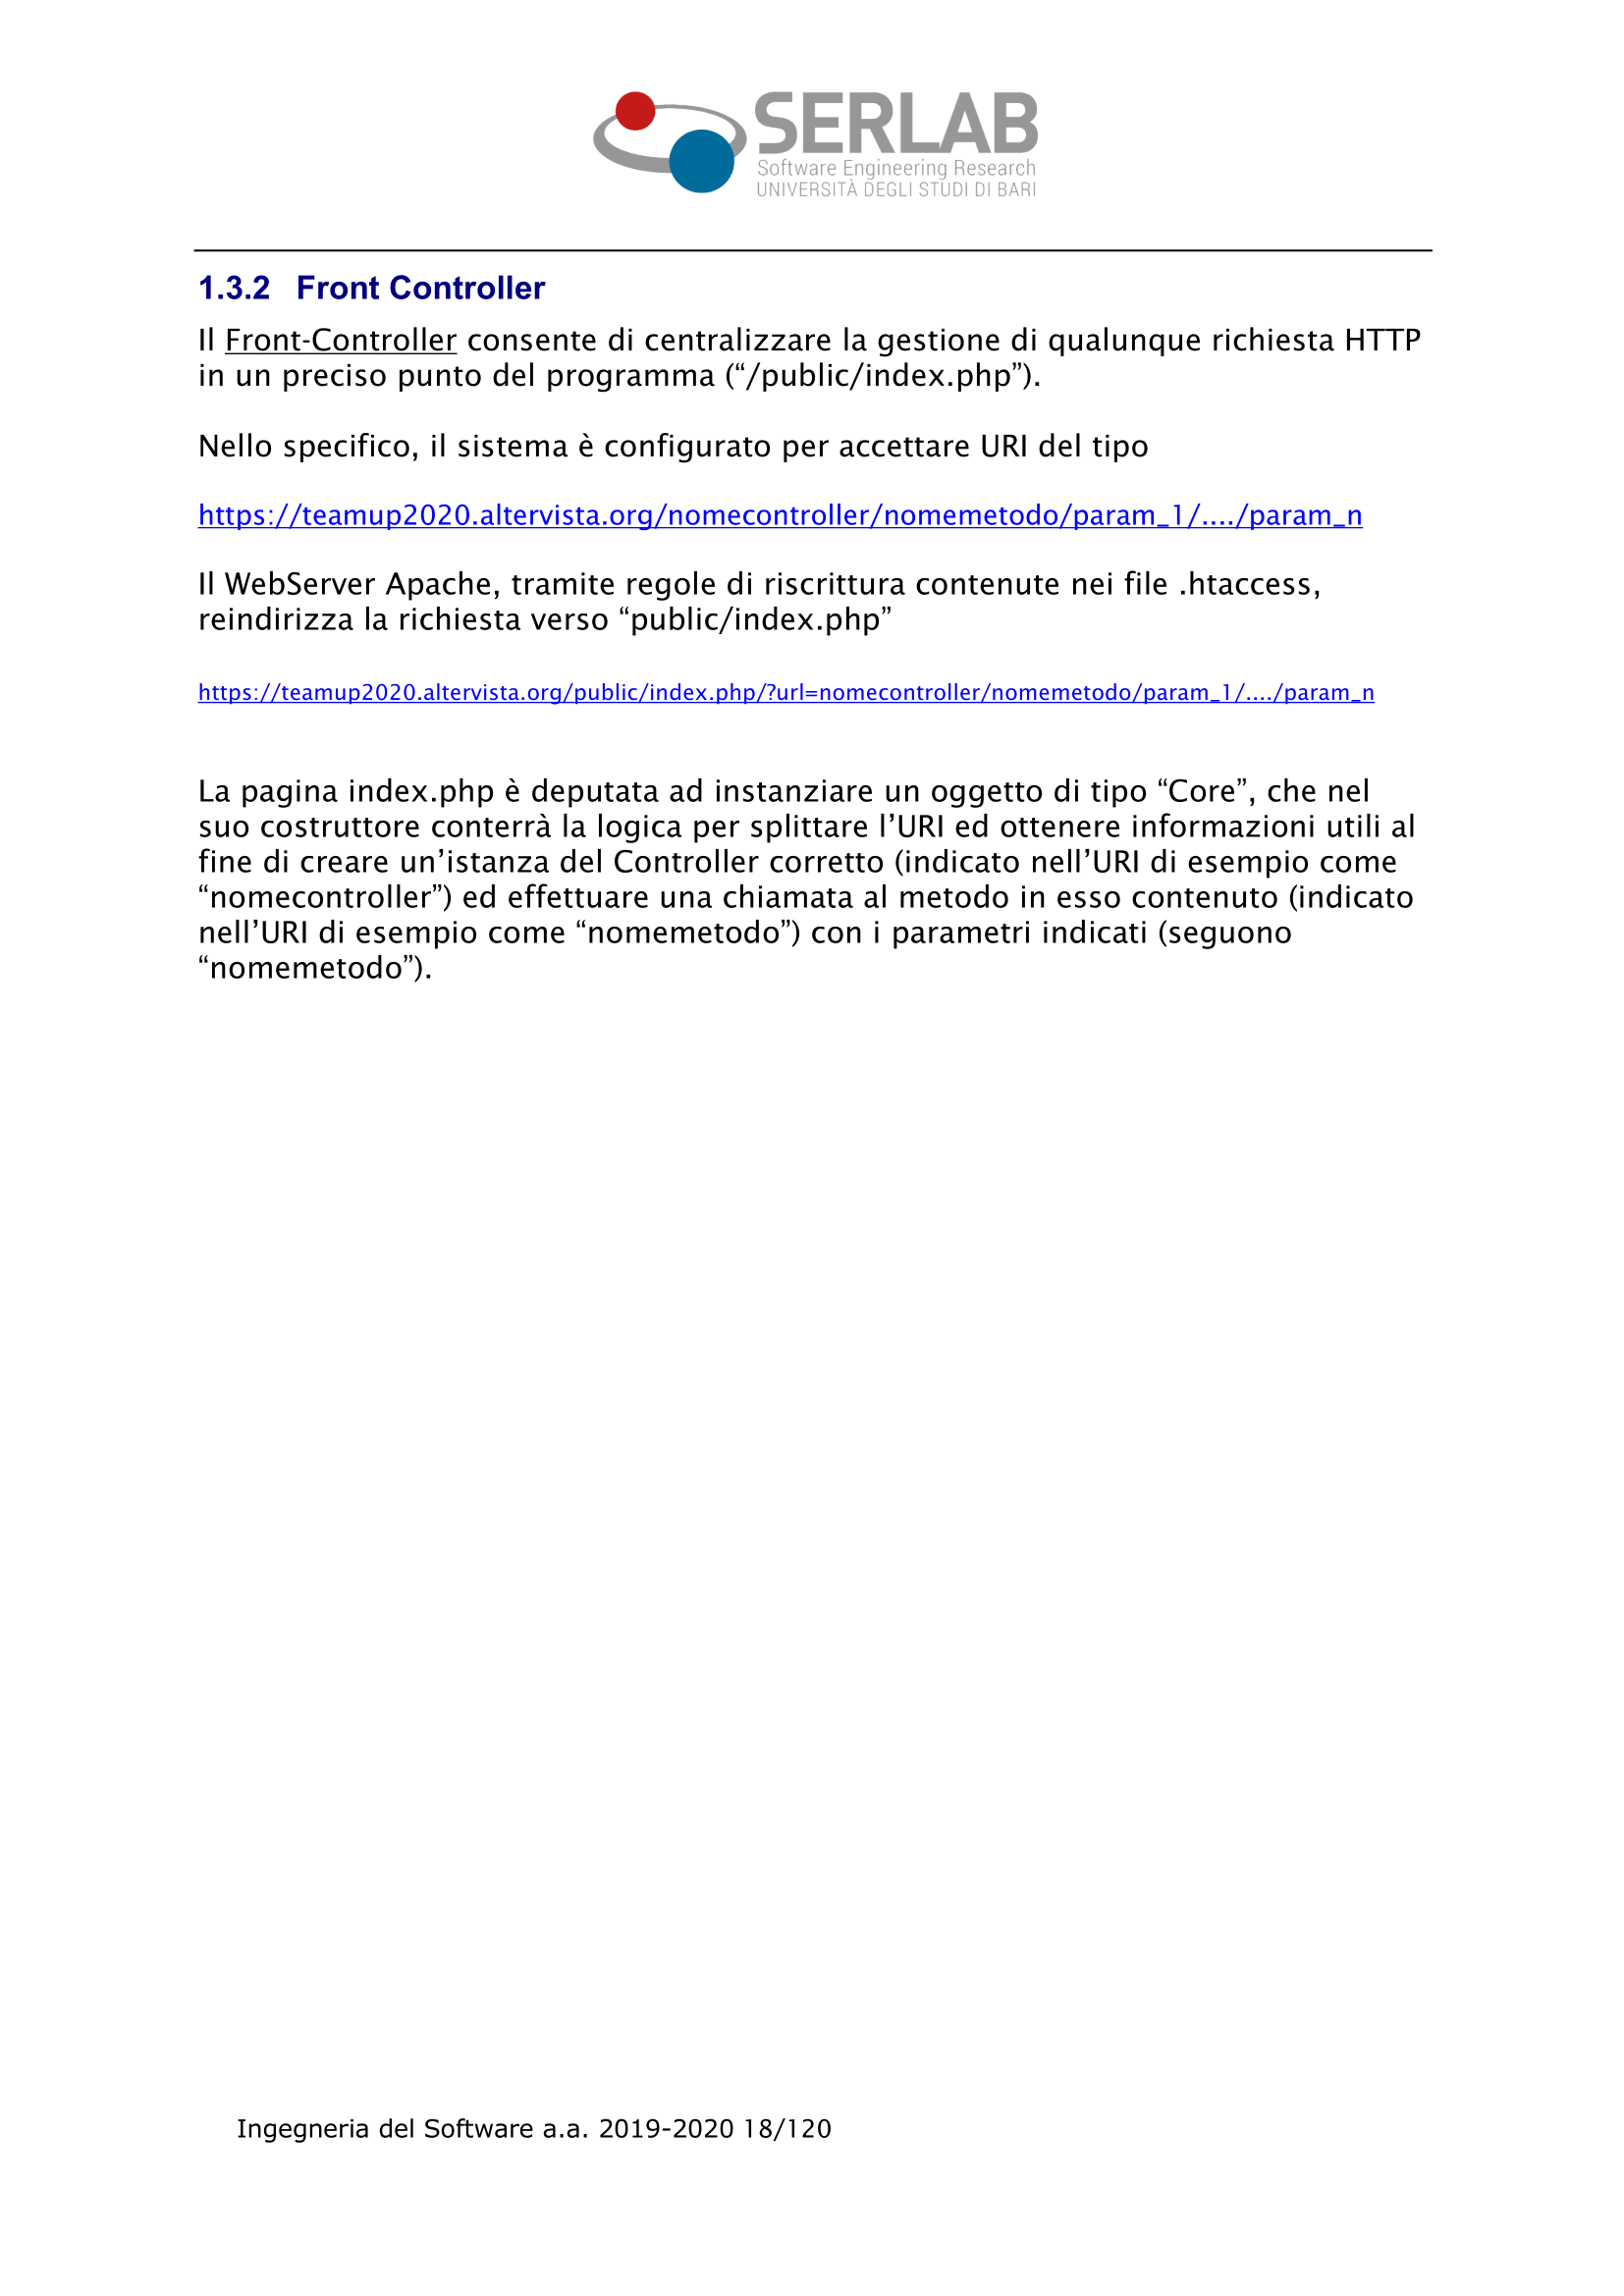 SERLAB
Software Engineering Research
UNIVERSITÀ DEGLI STUDI DI BARI
1.3.2 Front Controller
Il Front-Controller consente di centralizzare la gestione di qualunque richiesta HTTP
in un preciso punto del programma (“/public/index.php”).
Nello specifico, il sistema è configurato per accettare URI del tipo
https://teamup2020.altervista.org/nomecontroller/nomemetodo/param_1/..../param_n
Il WebServer Apache, tramite regole di riscrittura contenute nei file .htaccess,
reindirizza la richiesta verso “public/index.php”
https://teamup2020.altervista.org/public/index.php/?url=nomecontroller/nomemetodo/param_1/..../param_n
La pagina index.php è deputata ad instanziare un oggetto di tipo “Core”, che nel
suo costruttore conterrà la logica per splittare l’URI ed ottenere informazioni utili al
fine di creare un’istanza del Controller corretto (indicato nell’URI di esempio come
“nomecontroller”) ed effettuare una chiamata al metodo in esso contenuto (indicato
nell’URI di esempio come “nomemetodo”) con i parametri indicati (seguono
“nomemetodo”).
Ingegneria del Software a.a. 2019-2020 18/120